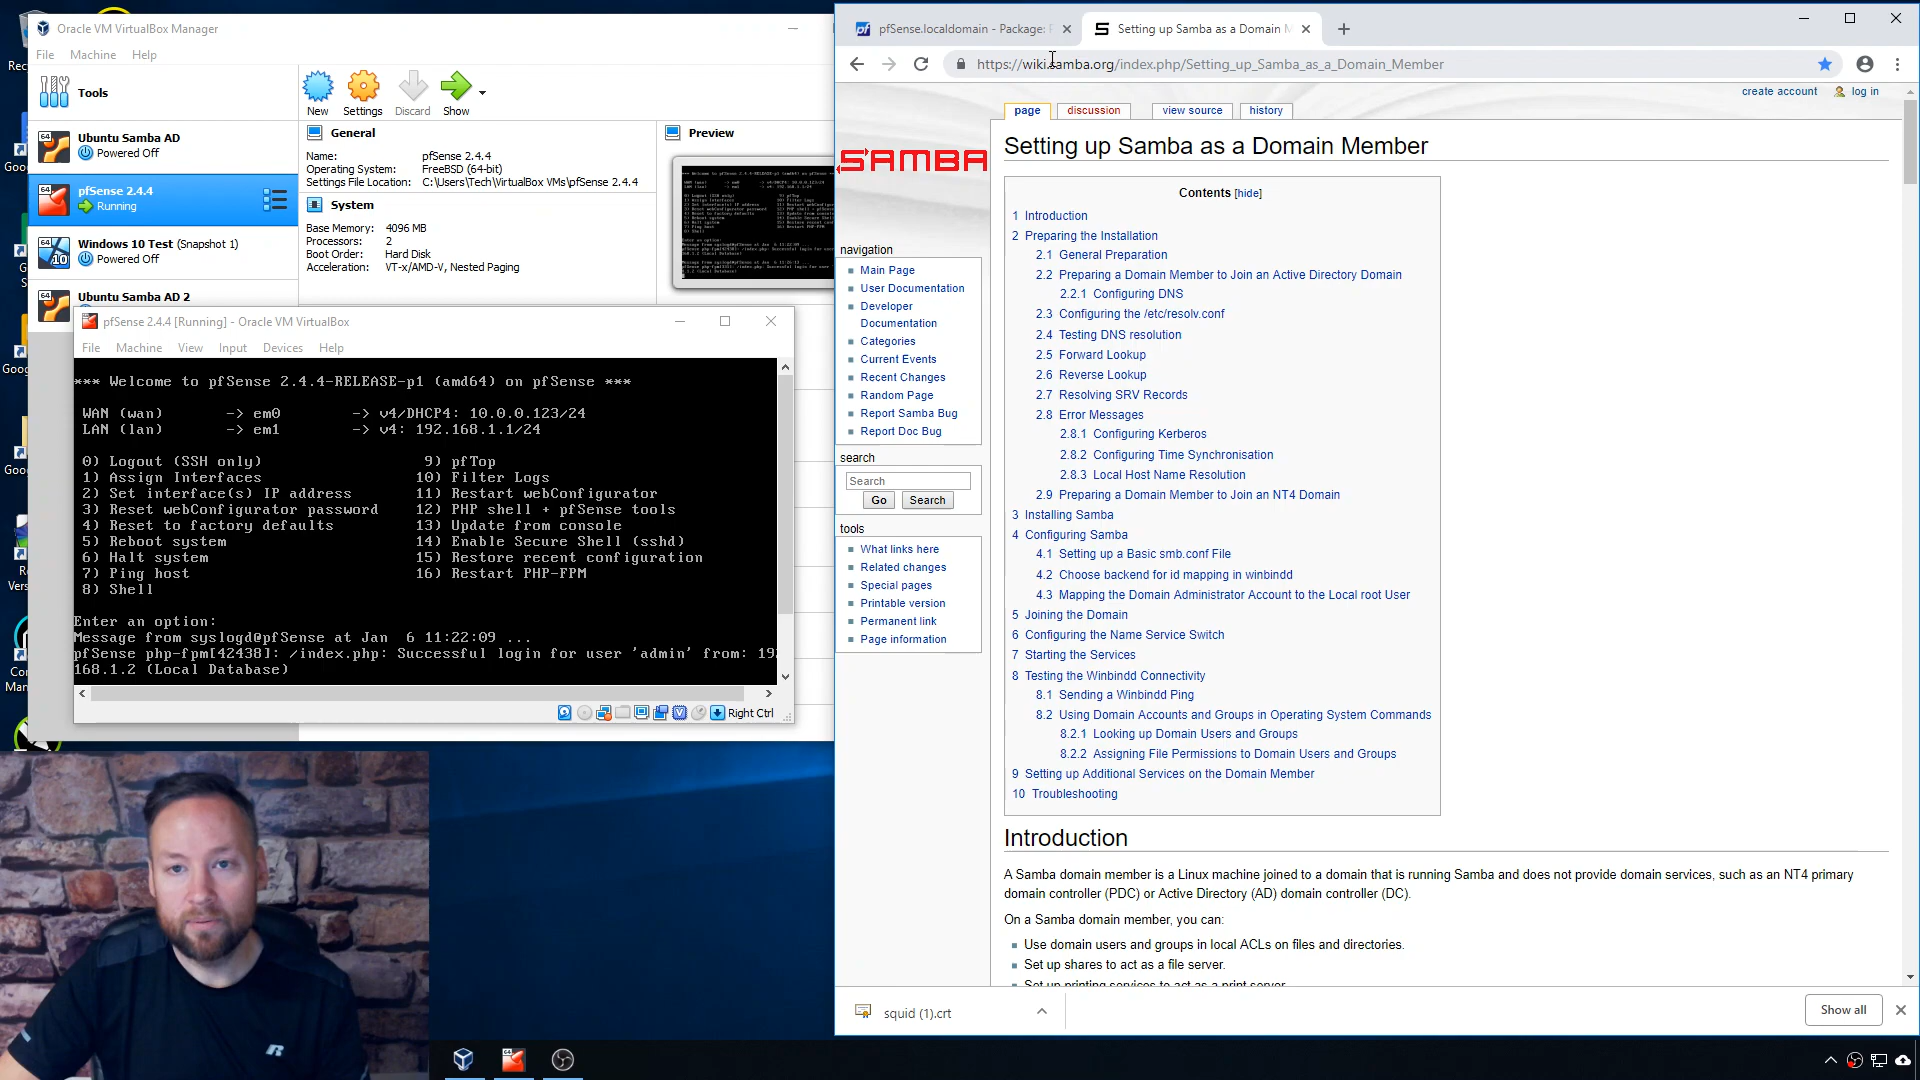 Oracle VM VirtualBox Manager
File Machine Help
Tools
New
Settings
Discard
Show
Ubuntu Samba AD
Powered Off
pfSense 2.4.4
Running
Windows 10 Test (Snapshot 1)
Powered Off
Ubuntu Samba AD 2
General
Name: pfSense 2.4.4
Operating System: FreeBSD (64-bit)
Settings File Location: C:\Users\Tech\VirtualBox VMs\pfSense 2.4.4
System
Base Memory: 4096 MB
Processors: 2
Boot Order: Hard Disk
Acceleration: VT-x/AMD-V, Nested Paging
Preview
pfSense 2.4.4 [Running] - Oracle VM VirtualBox
File Machine View Input Devices Help
*** Welcome to pfSense 2.4.4-RELEASE-p1 (amd64) on pfSense ***
WAN (wan) -> em0 -> v4/DHCP4: 10.0.0.123/24
LAN (lan) -> em1 -> v4: 192.168.1.1/24
0) Logout (SSH only) 9) pfTop
1) Assign Interfaces 10) Filter Logs
2) Set interface(s) IP address 11) Restart webConfigurator
3) Reset webConfigurator password 12) PHP shell + pfSense tools
4) Reset to factory defaults 13) Update from console
5) Reboot system 14) Enable Secure Shell (sshd)
6) Halt system 15) Restore recent configuration
7) Ping host 16) Restart PHP-FPM
8) Shell
Enter an option:
Message from syslogd@pfSense at Jan 6 11:22:09 ...
pfSense php-fpm[42438]: /index.php: Successful login for user 'admin' from: 192
168.1.2 (Local Database)
Right Ctrl
pfSense.localdomain - Package:
Setting up Samba as a Domain M
https://wiki.samba.org/index.php/Setting_up_Samba_as_a_Domain_Member
create account
log in
page
discussion
view source
history
SAMBA
navigation
Main Page
User Documentation
Developer
Documentation
Categories
Current Events
Recent Changes
Random Page
Report Samba Bug
Report Doc Bug
search
Search
Go
Search
tools
What links here
Related changes
Special pages
Printable version
Permanent link
Page information
Setting up Samba as a Domain Member
Contents [hide]
1 Introduction
2 Preparing the Installation
2.1 General Preparation
2.2 Preparing a Domain Member to Join an Active Directory Domain
2.2.1 Configuring DNS
2.3 Configuring the /etc/resolv.conf
2.4 Testing DNS resolution
2.5 Forward Lookup
2.6 Reverse Lookup
2.7 Resolving SRV Records
2.8 Error Messages
2.8.1 Configuring Kerberos
2.8.2 Configuring Time Synchronisation
2.8.3 Local Host Name Resolution
2.9 Preparing a Domain Member to Join an NT4 Domain
3 Installing Samba
4 Configuring Samba
4.1 Setting up a Basic smb.conf File
4.2 Choose backend for id mapping in winbindd
4.3 Mapping the Domain Administrator Account to the Local root User
5 Joining the Domain
6 Configuring the Name Service Switch
7 Starting the Services
8 Testing the Winbindd Connectivity
8.1 Sending a Winbindd Ping
8.2 Using Domain Accounts and Groups in Operating System Commands
8.2.1 Looking up Domain Users and Groups
8.2.2 Assigning File Permissions to Domain Users and Groups
9 Setting up Additional Services on the Domain Member
10 Troubleshooting
Introduction
A Samba domain member is a Linux machine joined to a domain that is running Samba and does not provide domain services, such as an NT4 primary
domain controller (PDC) or Active Directory (AD) domain controller (DC).
On a Samba domain member, you can:
Use domain users and groups in local ACLs on files and directories.
Set up shares to act as a file server.
Set up printing services to act as a print server.
squid (1).crt
Show all